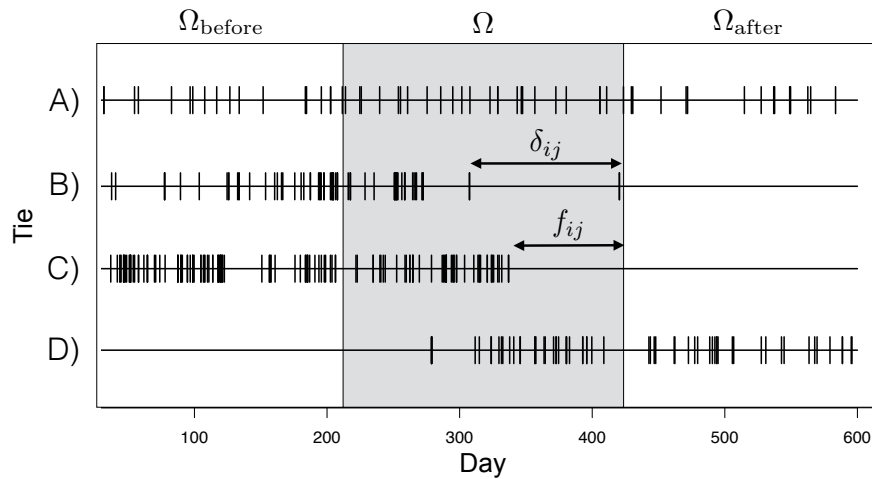 Ω_before Ω Ω_after
A)
δ_ij
B)
f_ij
C)
D)
Tie
100 200 300 400 500 600
Day